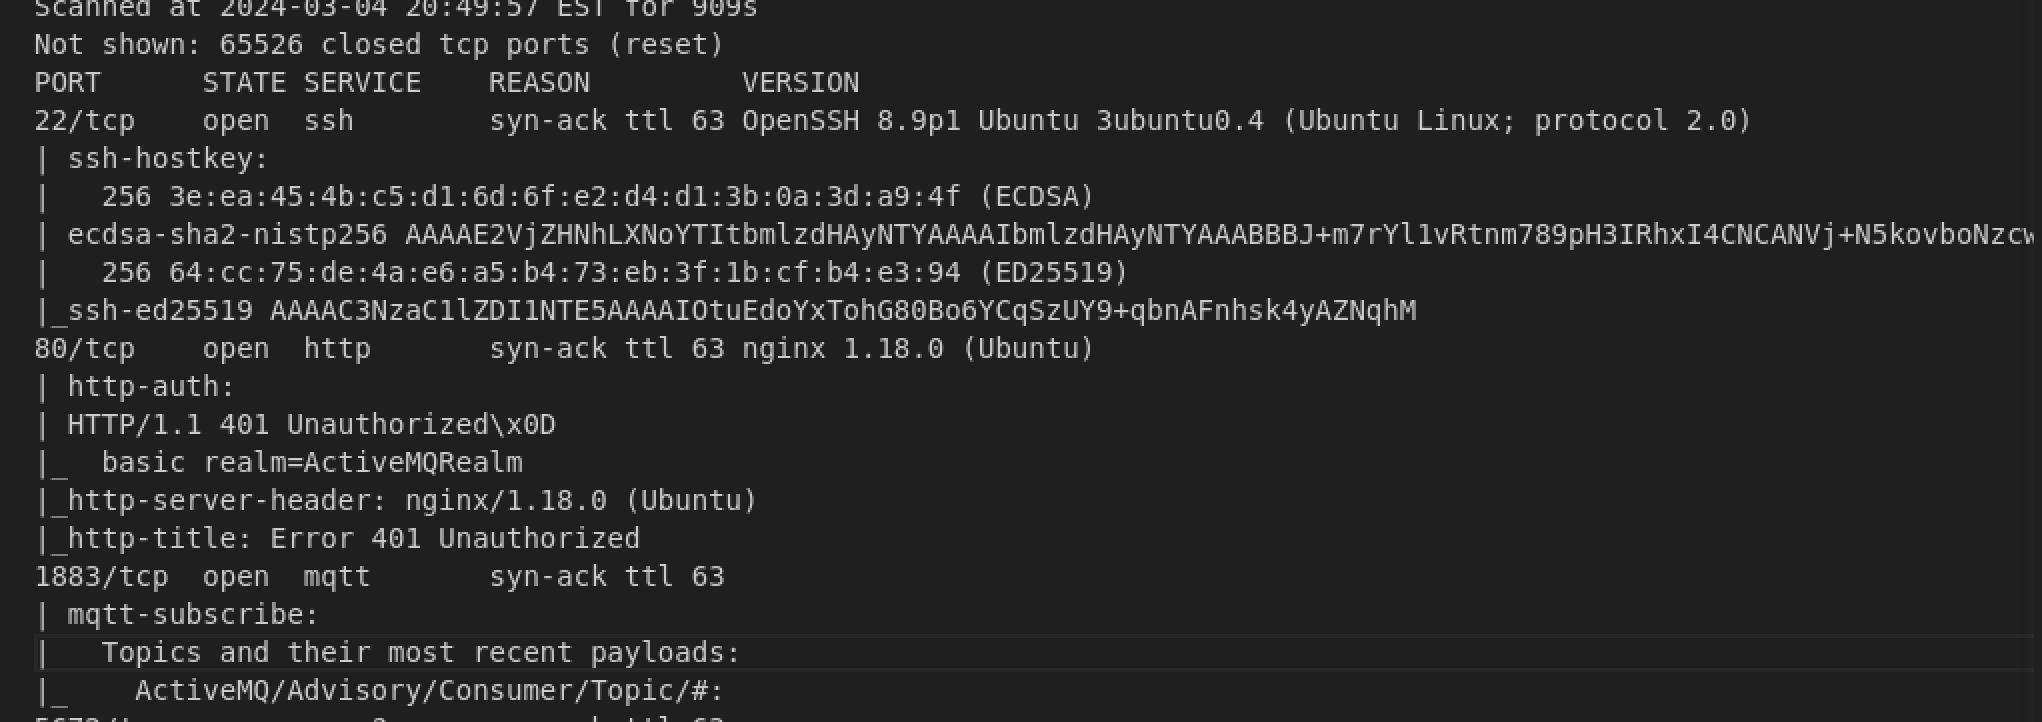 Scanned at 2024-03-04 20:49:57 EST for 909s
Not shown: 65526 closed tcp ports (reset)
PORT      STATE SERVICE    REASON         VERSION
22/tcp    open  ssh        syn-ack ttl 63 OpenSSH 8.9p1 Ubuntu 3ubuntu0.4 (Ubuntu Linux; protocol 2.0)
| ssh-hostkey:
|   256 3e:ea:45:4b:c5:d1:6d:6f:e2:d4:d1:3b:0a:3d:a9:4f (ECDSA)
| ecdsa-sha2-nistp256 AAAAE2VjZHNhLXNoYTItbmlzdHAyNTYAAAAIbmlzdHAyNTYAAABBBJ+m7rYl1vRtnm789pH3IRhxI4CNCANVj+N5kovboNzcw
|   256 64:cc:75:de:4a:e6:a5:b4:73:eb:3f:1b:cf:b4:e3:94 (ED25519)
|_ssh-ed25519 AAAAC3NzaC1lZDI1NTE5AAAAIOtuEdoYxTohG80Bo6YCqSzUY9+qbnAFnhsk4yAZNqhM
80/tcp    open  http       syn-ack ttl 63 nginx 1.18.0 (Ubuntu)
| http-auth:
| HTTP/1.1 401 Unauthorized\x0D
|_  basic realm=ActiveMQRealm
|_http-server-header: nginx/1.18.0 (Ubuntu)
|_http-title: Error 401 Unauthorized
1883/tcp  open  mqtt       syn-ack ttl 63
| mqtt-subscribe:
|   Topics and their most recent payloads:
|_    ActiveMQ/Advisory/Consumer/Topic/#: